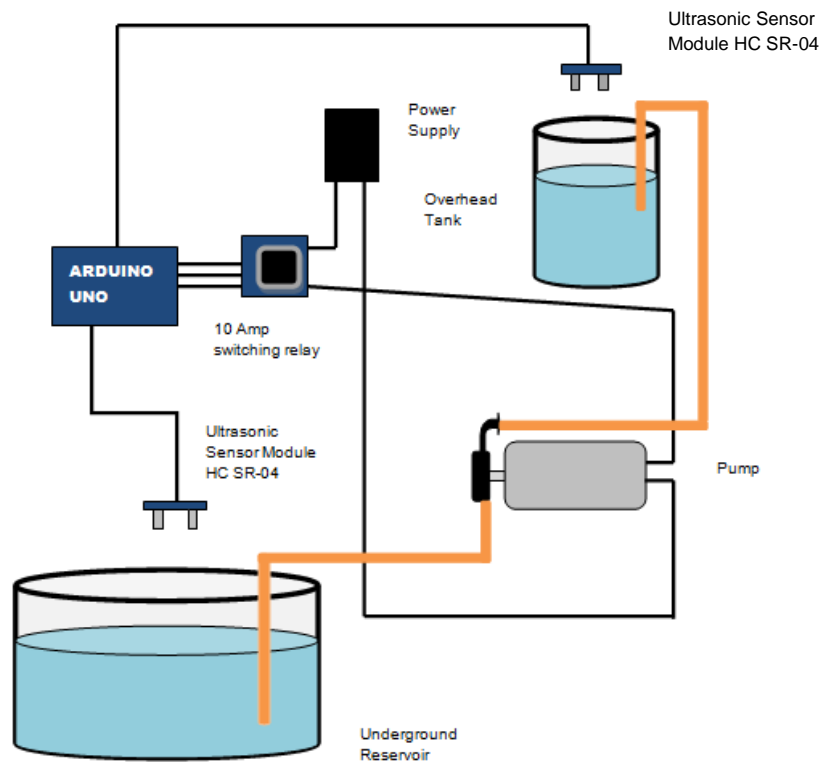 Ultrasonic Sensor
Module HC SR-04
Power
Supply
Overhead
Tank
ARDUINO
UNO
10 Amp
switching relay
Ultrasonic
Sensor Module
HC SR-04
Pump
Underground
Reservoir